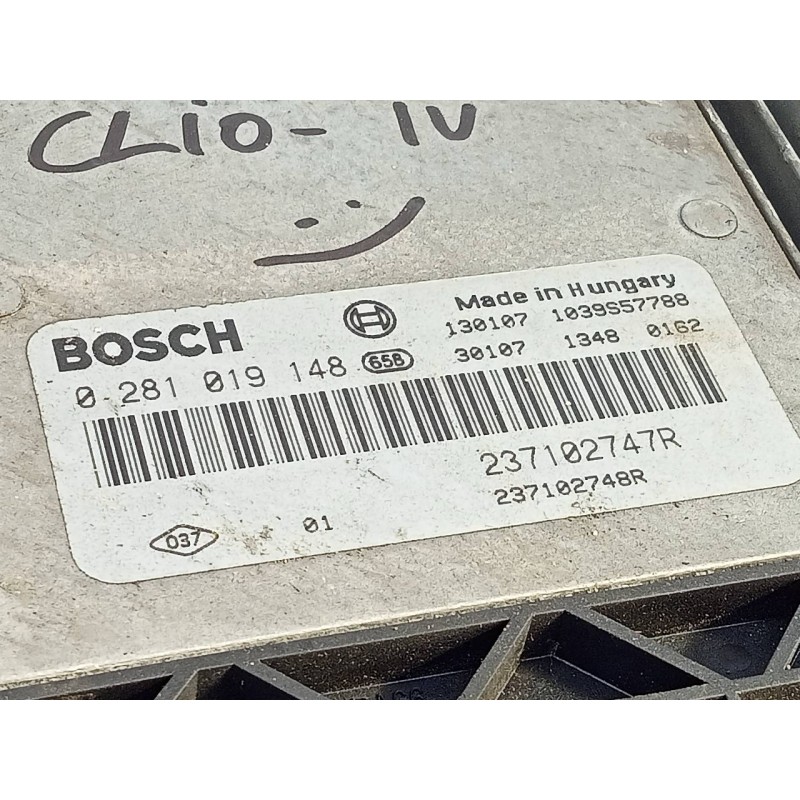 CLIO - IV
BOSCH
Made in Hungary
130107 1039S57788
0 281 019 148 658 30107 1348 0162
237102747R
237102748R
037 01